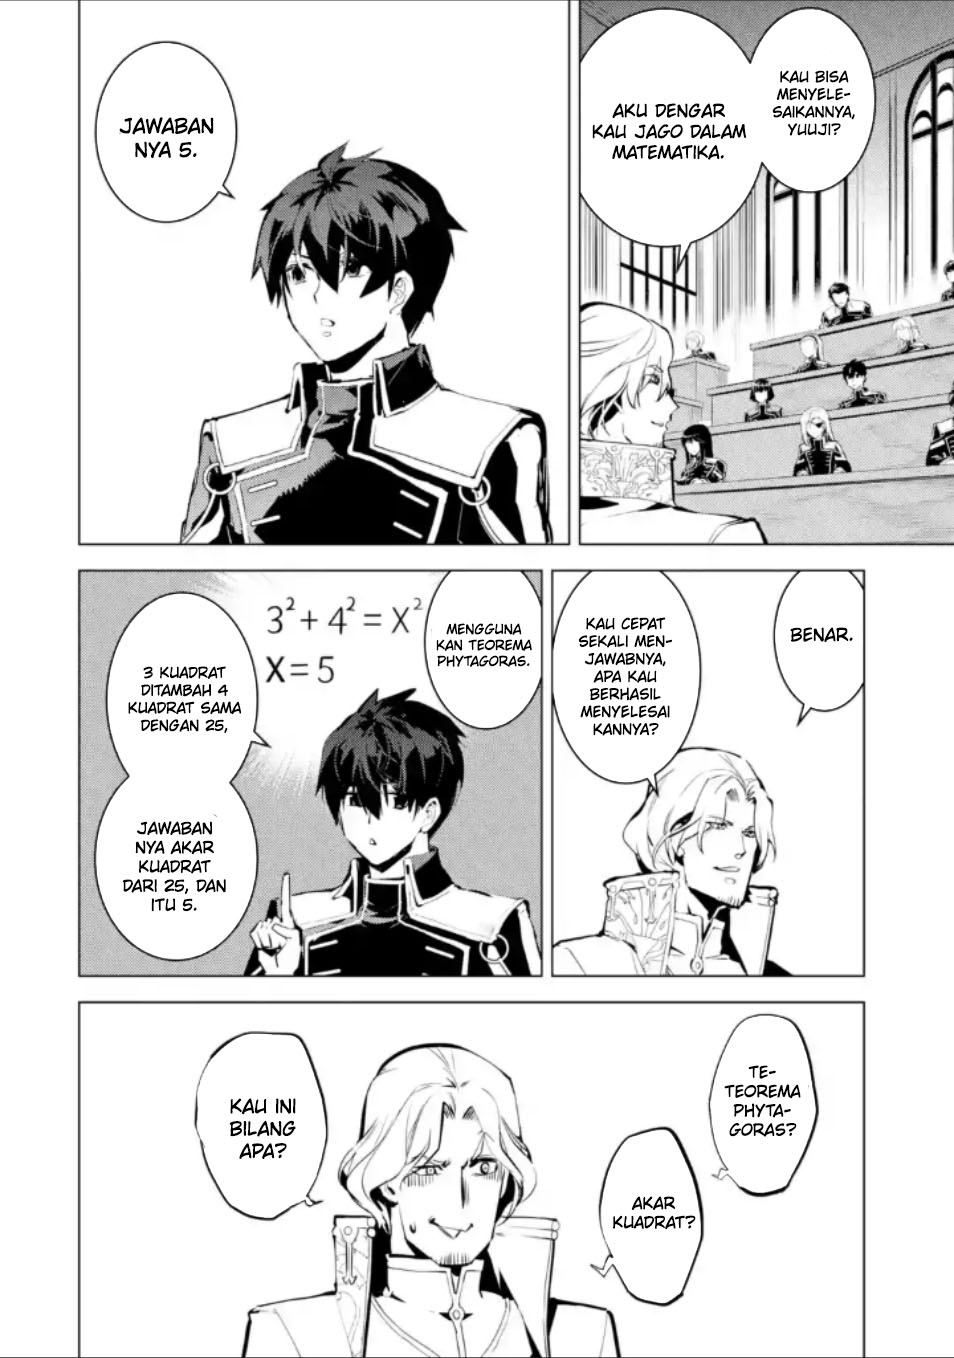 KAU BISA
MENYELE-
SAIKANNYA,
YUUJI?
AKU DENGAR
KAU JAGO DALAM
MATEMATIKA.
JAWABAN
NYA 5.
BENAR.
KAU CEPAT
SEKALI MEN-
JAWABNYA,
APA KAU
BERHASIL
MENYELESAI
KANNYA?
MENGGUNA
KAN TEOREMA
PHYTAGORAS.
3² + 4² = X²
X = 5
3 KUADRAT
DITAMBAH 4
KUADRAT SAMA
DENGAN 25,
JAWABAN
NYA AKAR
KUADRAT
DARI 25, DAN
ITU 5.
TE-
TEOREMA
PHYTA-
GORAS?
AKAR
KUADRAT?
KAU INI
BILANG
APA?